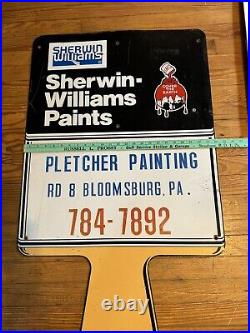 SHERWIN
WILLIAMS
COVER
THE
EARTH
Sherwin-
Williams
Paints
PLETCHER PAINTING
RD 8 BLOOMSBURG, PA.
784-7892